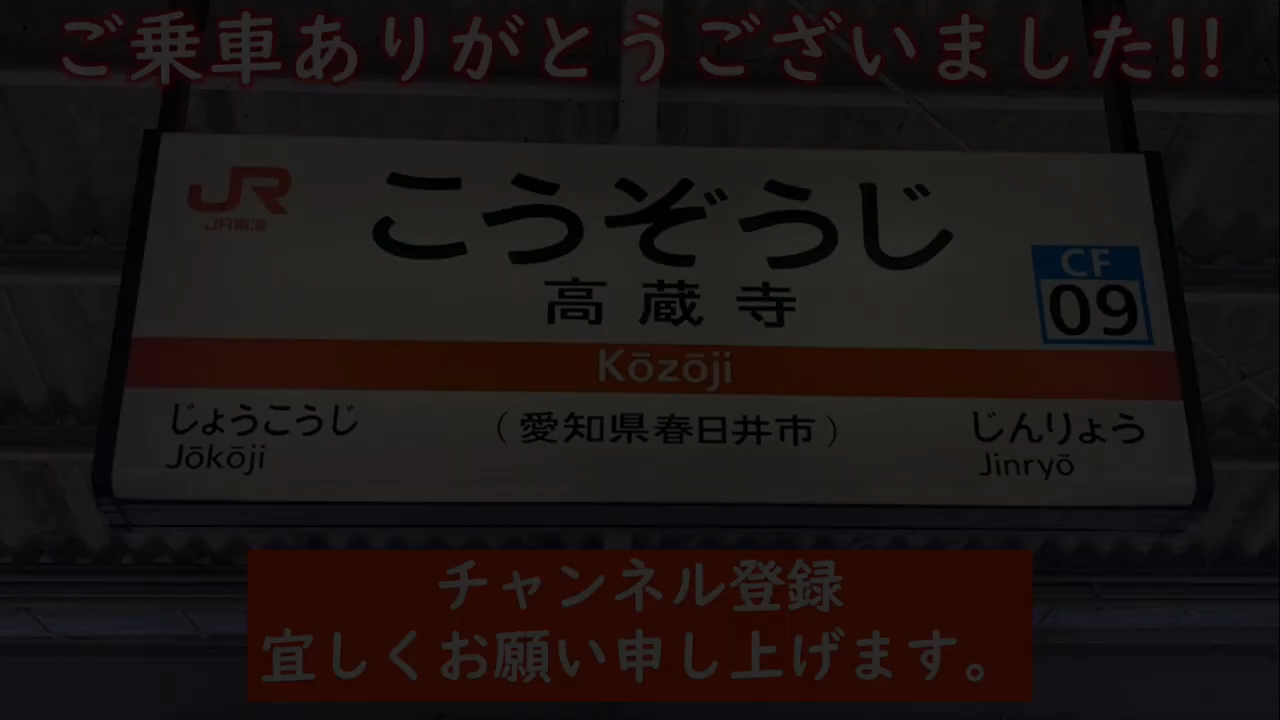 ご乗車ありがとうございました!!
JR
JR東海
こうぞうじ
高蔵寺
CF
09
Kōzōji
じょうこうじ
Jōkōji
（愛知県春日井市）
じんりょう
Jinryō
チャンネル登録
宜しくお願い申し上げます。